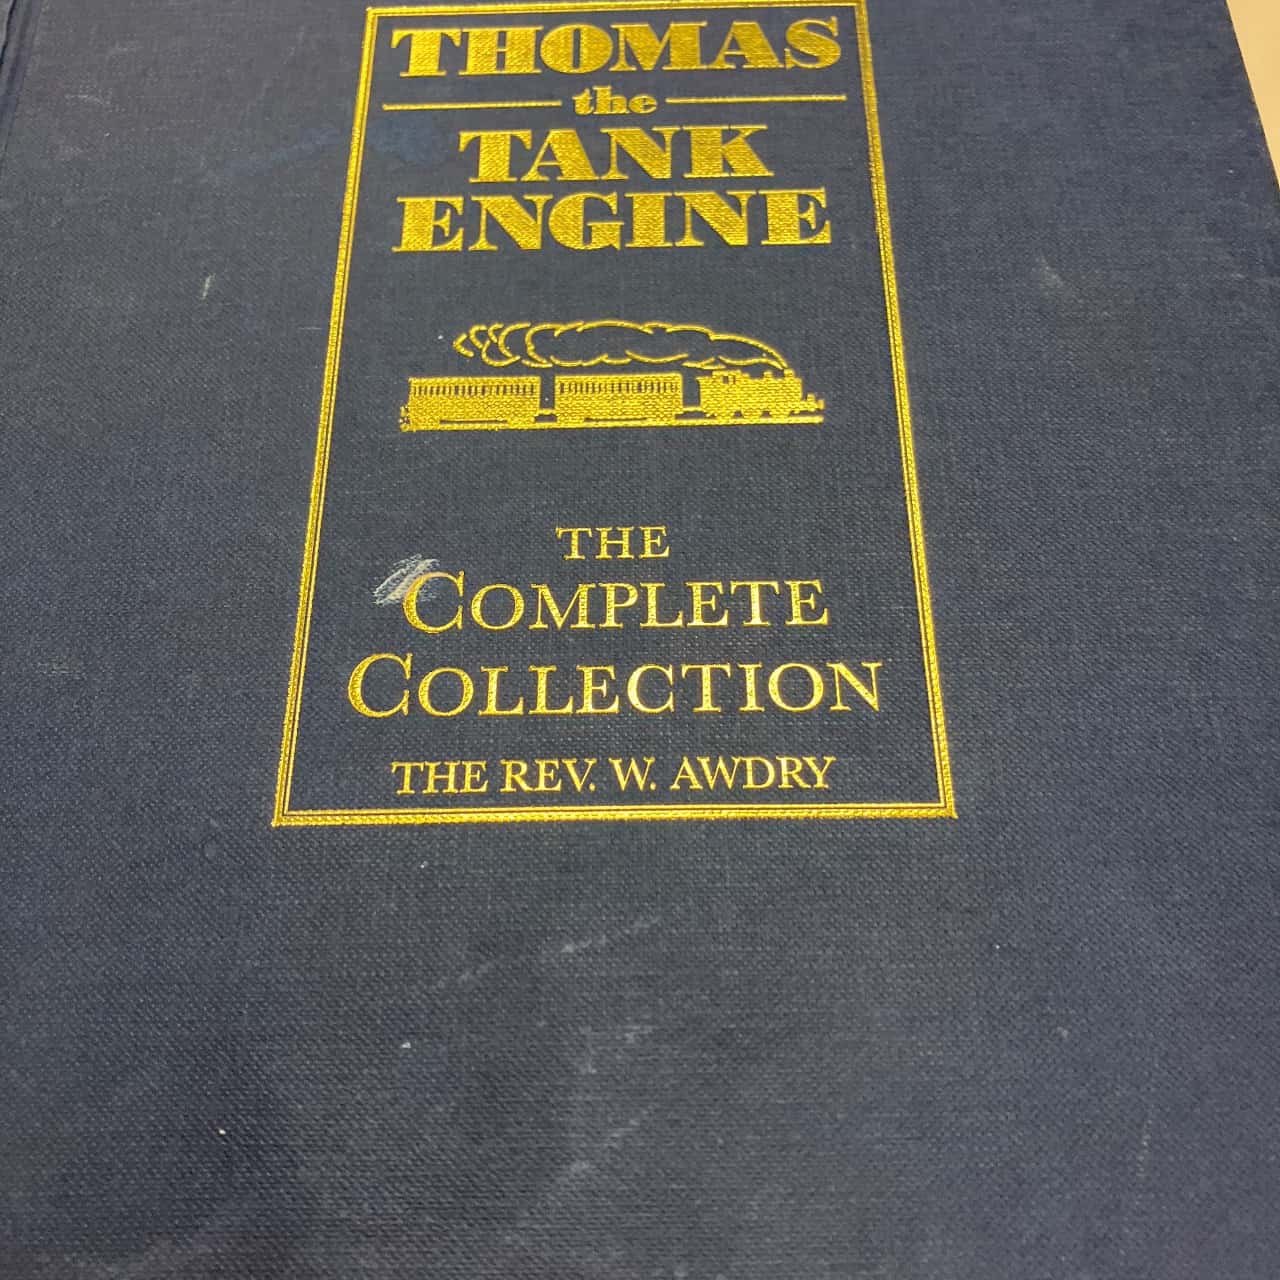 THOMAS
the
TANK
ENGINE
THE
COMPLETE
COLLECTION
THE REV. W. AWDRY